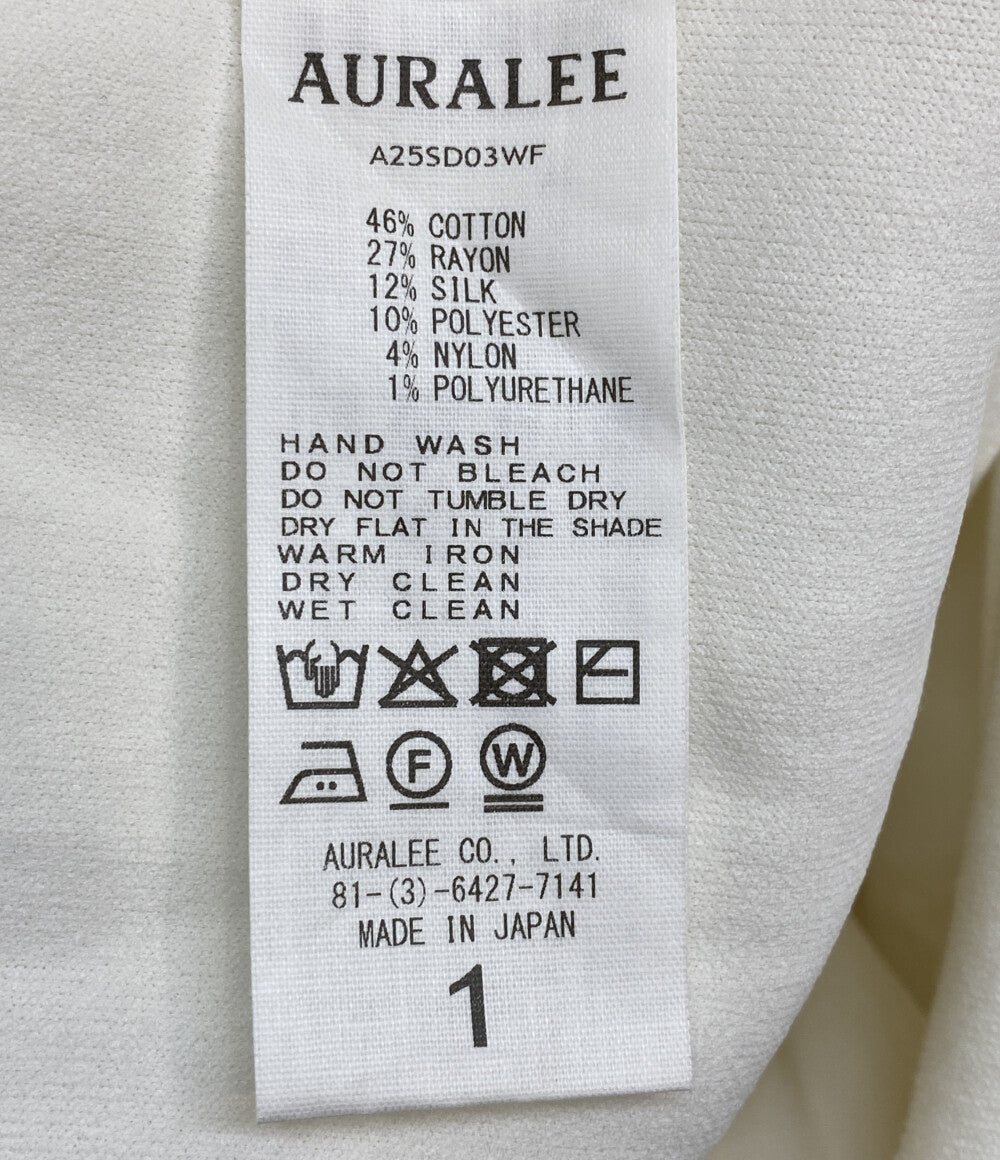 AURALEE
A25SD03WF
46% COTTON
27% RAYON
12% SILK
10% POLYESTER
4% NYLON
1% POLYURETHANE
HAND WASH
DO NOT BLEACH
DO NOT TUMBLE DRY
DRY FLAT IN THE SHADE
WARM IRON
DRY CLEAN
WET CLEAN
F W
AURALEE CO., LTD.
81-(3)-6427-7141
MADE IN JAPAN
1